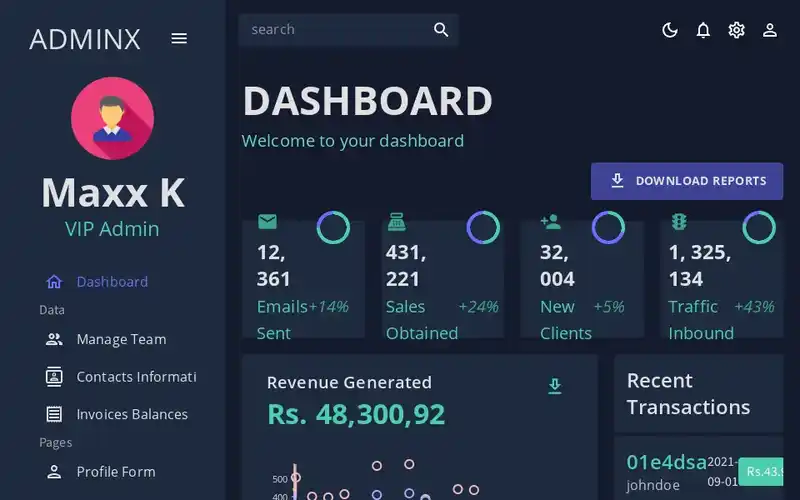 ADMINX
Maxx K
VIP Admin
Dashboard
Data
Manage Team
Contacts Informati
Invoices Balances
Pages
Profile Form
search
DASHBOARD
Welcome to your dashboard
DOWNLOAD REPORTS
12,
361
Emails +14%
Sent
431,
221
Sales +24%
Obtained
32,
004
New +5%
Clients
1, 325,
134
Traffic +43%
Inbound
Revenue Generated
Rs. 48,300,92
500
400
Recent
Transactions
01e4dsa
johndoe
2021-
09-01
Rs.43.9